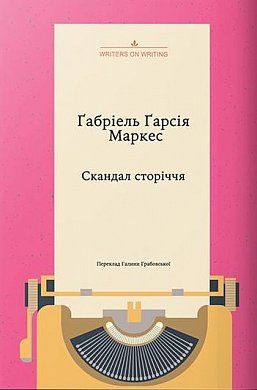 WRITERS ON WRITING
Ґабріель Ґарсія
Маркес
Скандал сторіччя
Переклад Галини Грабовської